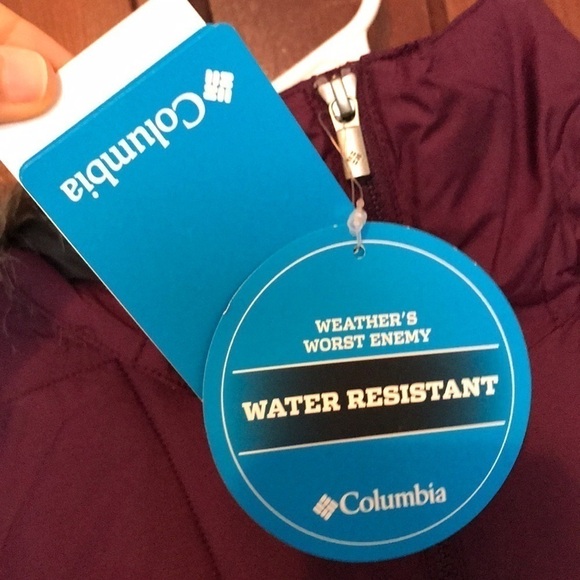 Columbia
WEATHER'S
WORST ENEMY
WATER RESISTANT
Columbia